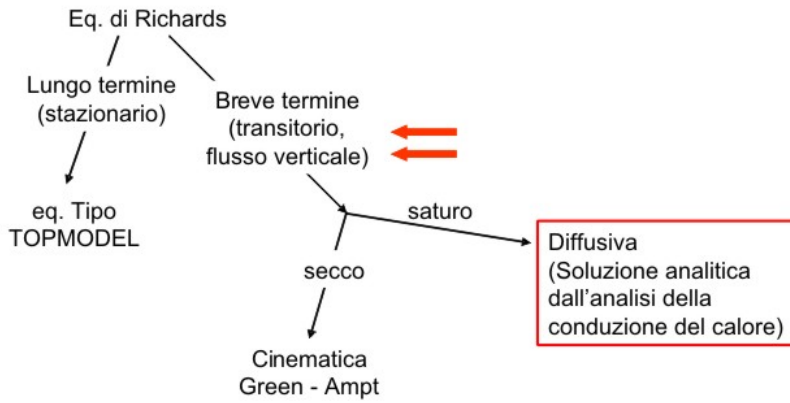 Eq. di Richards
Lungo termine
(stazionario)
Breve termine
(transitorio,
flusso verticale)
eq. Tipo
TOPMODEL
saturo
secco
Diffusiva
(Soluzione analitica
dall'analisi della
conduzione del calore)
Cinematica
Green - Ampt